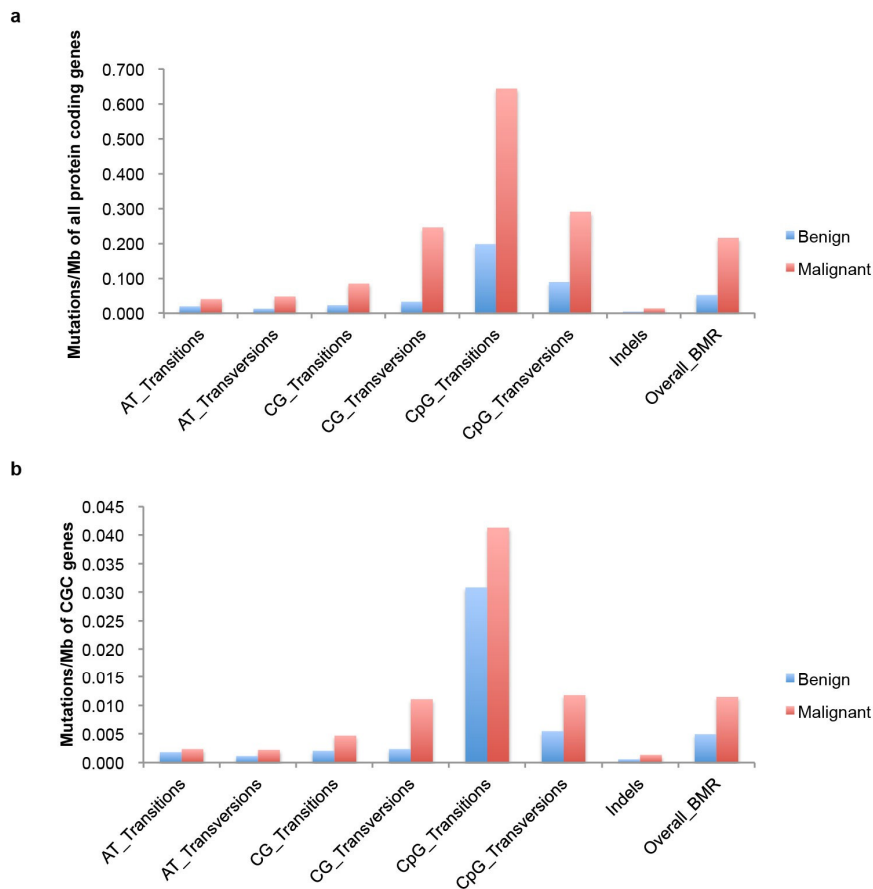 a
Mutations/Mb of all protein coding genes
0.700
0.600
0.500
0.400
0.300
0.200
0.100
0.000
AT_Transitions
AT_Transversions
CG_Transitions
CG_Transversions
CpG_Transitions
CpG_Transversions
Indels
Overall_BMR
Benign
Malignant
b
Mutations/Mb of CGC genes
0.045
0.040
0.035
0.030
0.025
0.020
0.015
0.010
0.005
0.000
AT_Transitions
AT_Transversions
CG_Transitions
CG_Transversions
CpG_Transitions
CpG_Transversions
Indels
Overall_BMR
Benign
Malignant